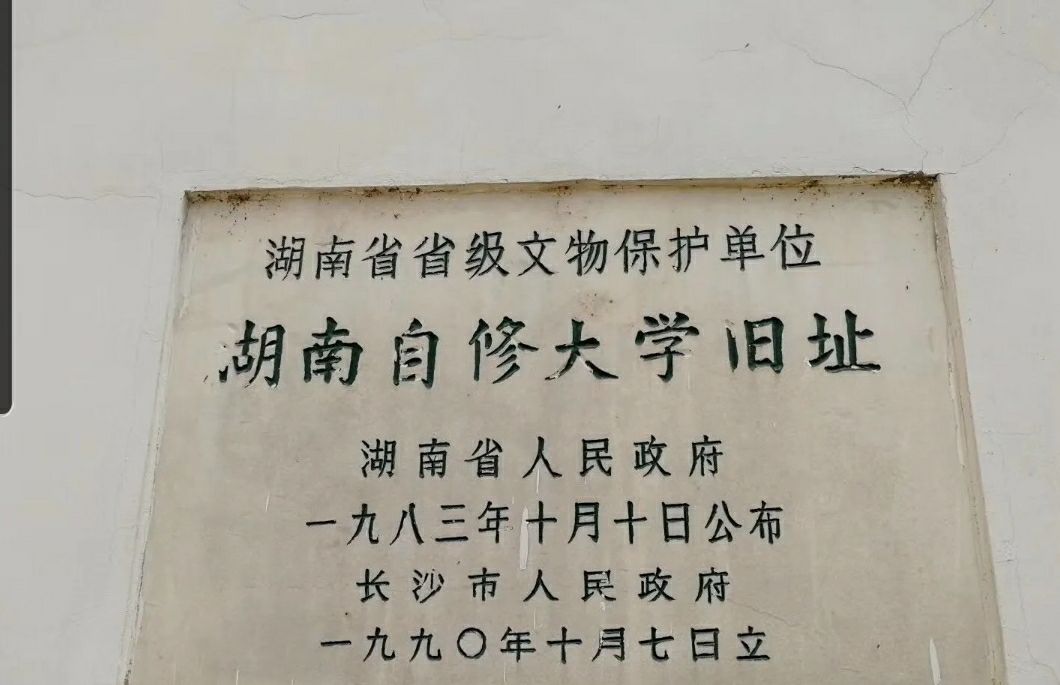 湖南省省级文物保护单位
湖南自修大学旧址
湖南省人民政府
一九八三年十月十日公布
长沙市人民政府
一九九〇年十月七日立